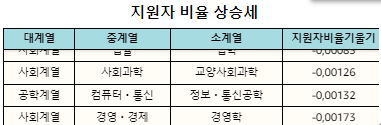 지원자 비율 상승세
대계열 중계열 소계열 지원자비율기울기
사회계열 법률 법학 -0,00085
사회계열 사회과학 교양사회과학 -0,00126
공학계열 컴퓨터・통신 정보・통신공학 -0,00132
사회계열 경영・경제 경영학 -0,00173